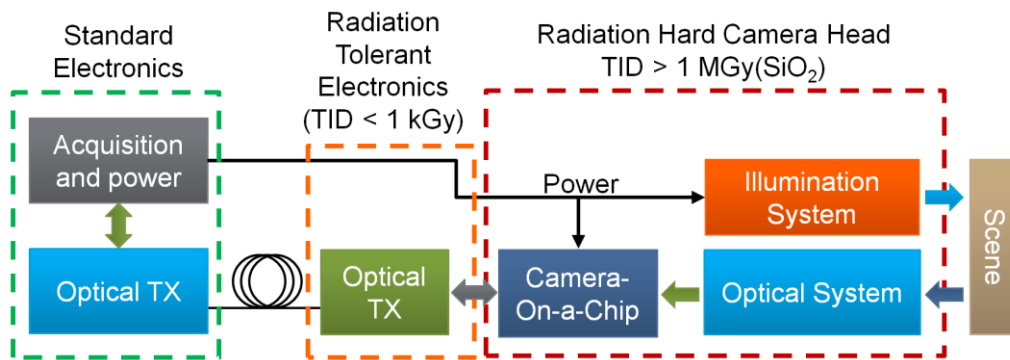 Standard
Electronics
Radiation
Tolerant
Electronics
(TID < 1 kGy)
Radiation Hard Camera Head
TID > 1 MGy(SiO₂)
Acquisition
and power
Power
Illumination
System
Scene
Optical TX
Optical
TX
Camera-
On-a-Chip
Optical System